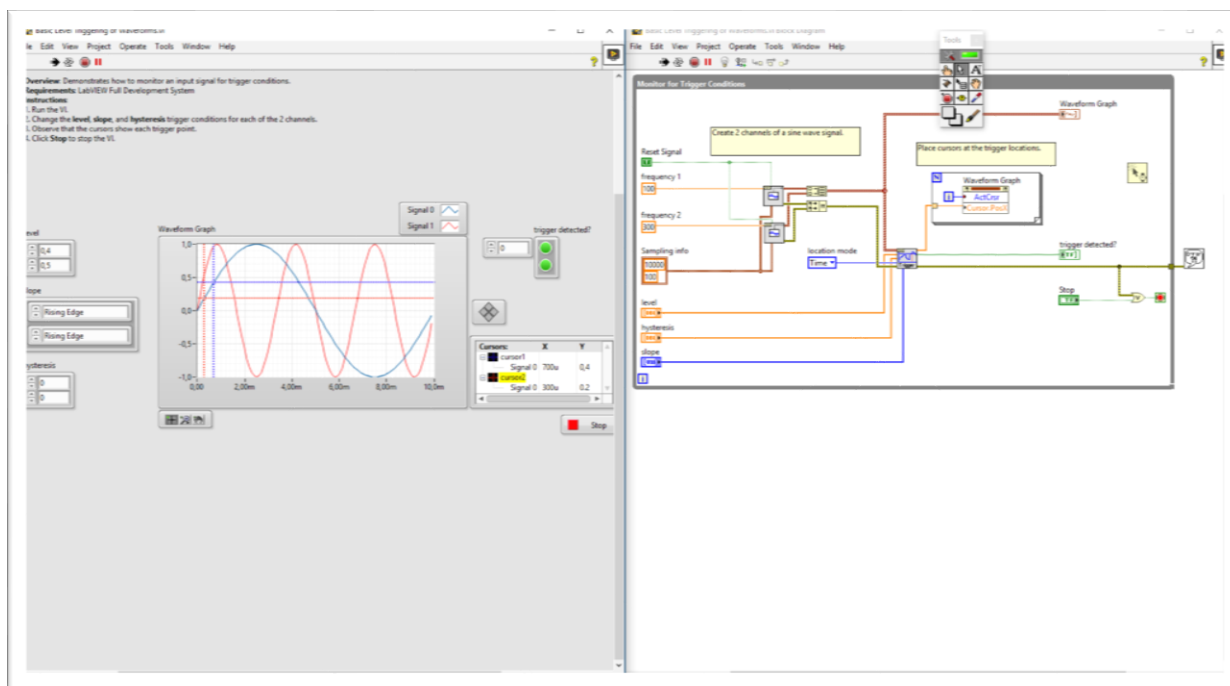 Basic Level Triggering of Waveforms.vi
File Edit View Project Operate Tools Window Help
Overview: Demonstrates how to monitor an input signal for trigger conditions.
Requirements: LabVIEW Full Development System
Instructions:
1. Run the VI.
2. Change the level, slope, and hysteresis trigger conditions for each of the 2 channels.
3. Observe that the cursors show each trigger point.
4. Click Stop to stop the VI.
Signal 0
Signal 1
level
0,4
0,5
slope
Rising Edge
Rising Edge
hysteresis
0
0
Waveform Graph
1,0
0,5
0,0
-0,5
-1,0
0,00 2,00m 4,00m 6,00m 8,00m 10,0m
0
trigger detected?
Cursors: X Y
cursor1
Signal 0 700u 0,4
cursor2
Signal 0 300u 0,2
Stop
Basic Level Triggering of Waveforms.vi Block Diagram
File Edit View Project Operate Tools Window Help
Tools
Monitor for Trigger Conditions
Create 2 channels of a sine wave signal.
Waveform Graph
Place cursors at the trigger locations.
Reset Signal
frequency 1
100
frequency 2
300
Sampling info
10000
100
location mode
Time
N
Waveform Graph
1
ActCrsr
Cursor.PosX
trigger detected?
Stop
level
hysteresis
slope
i